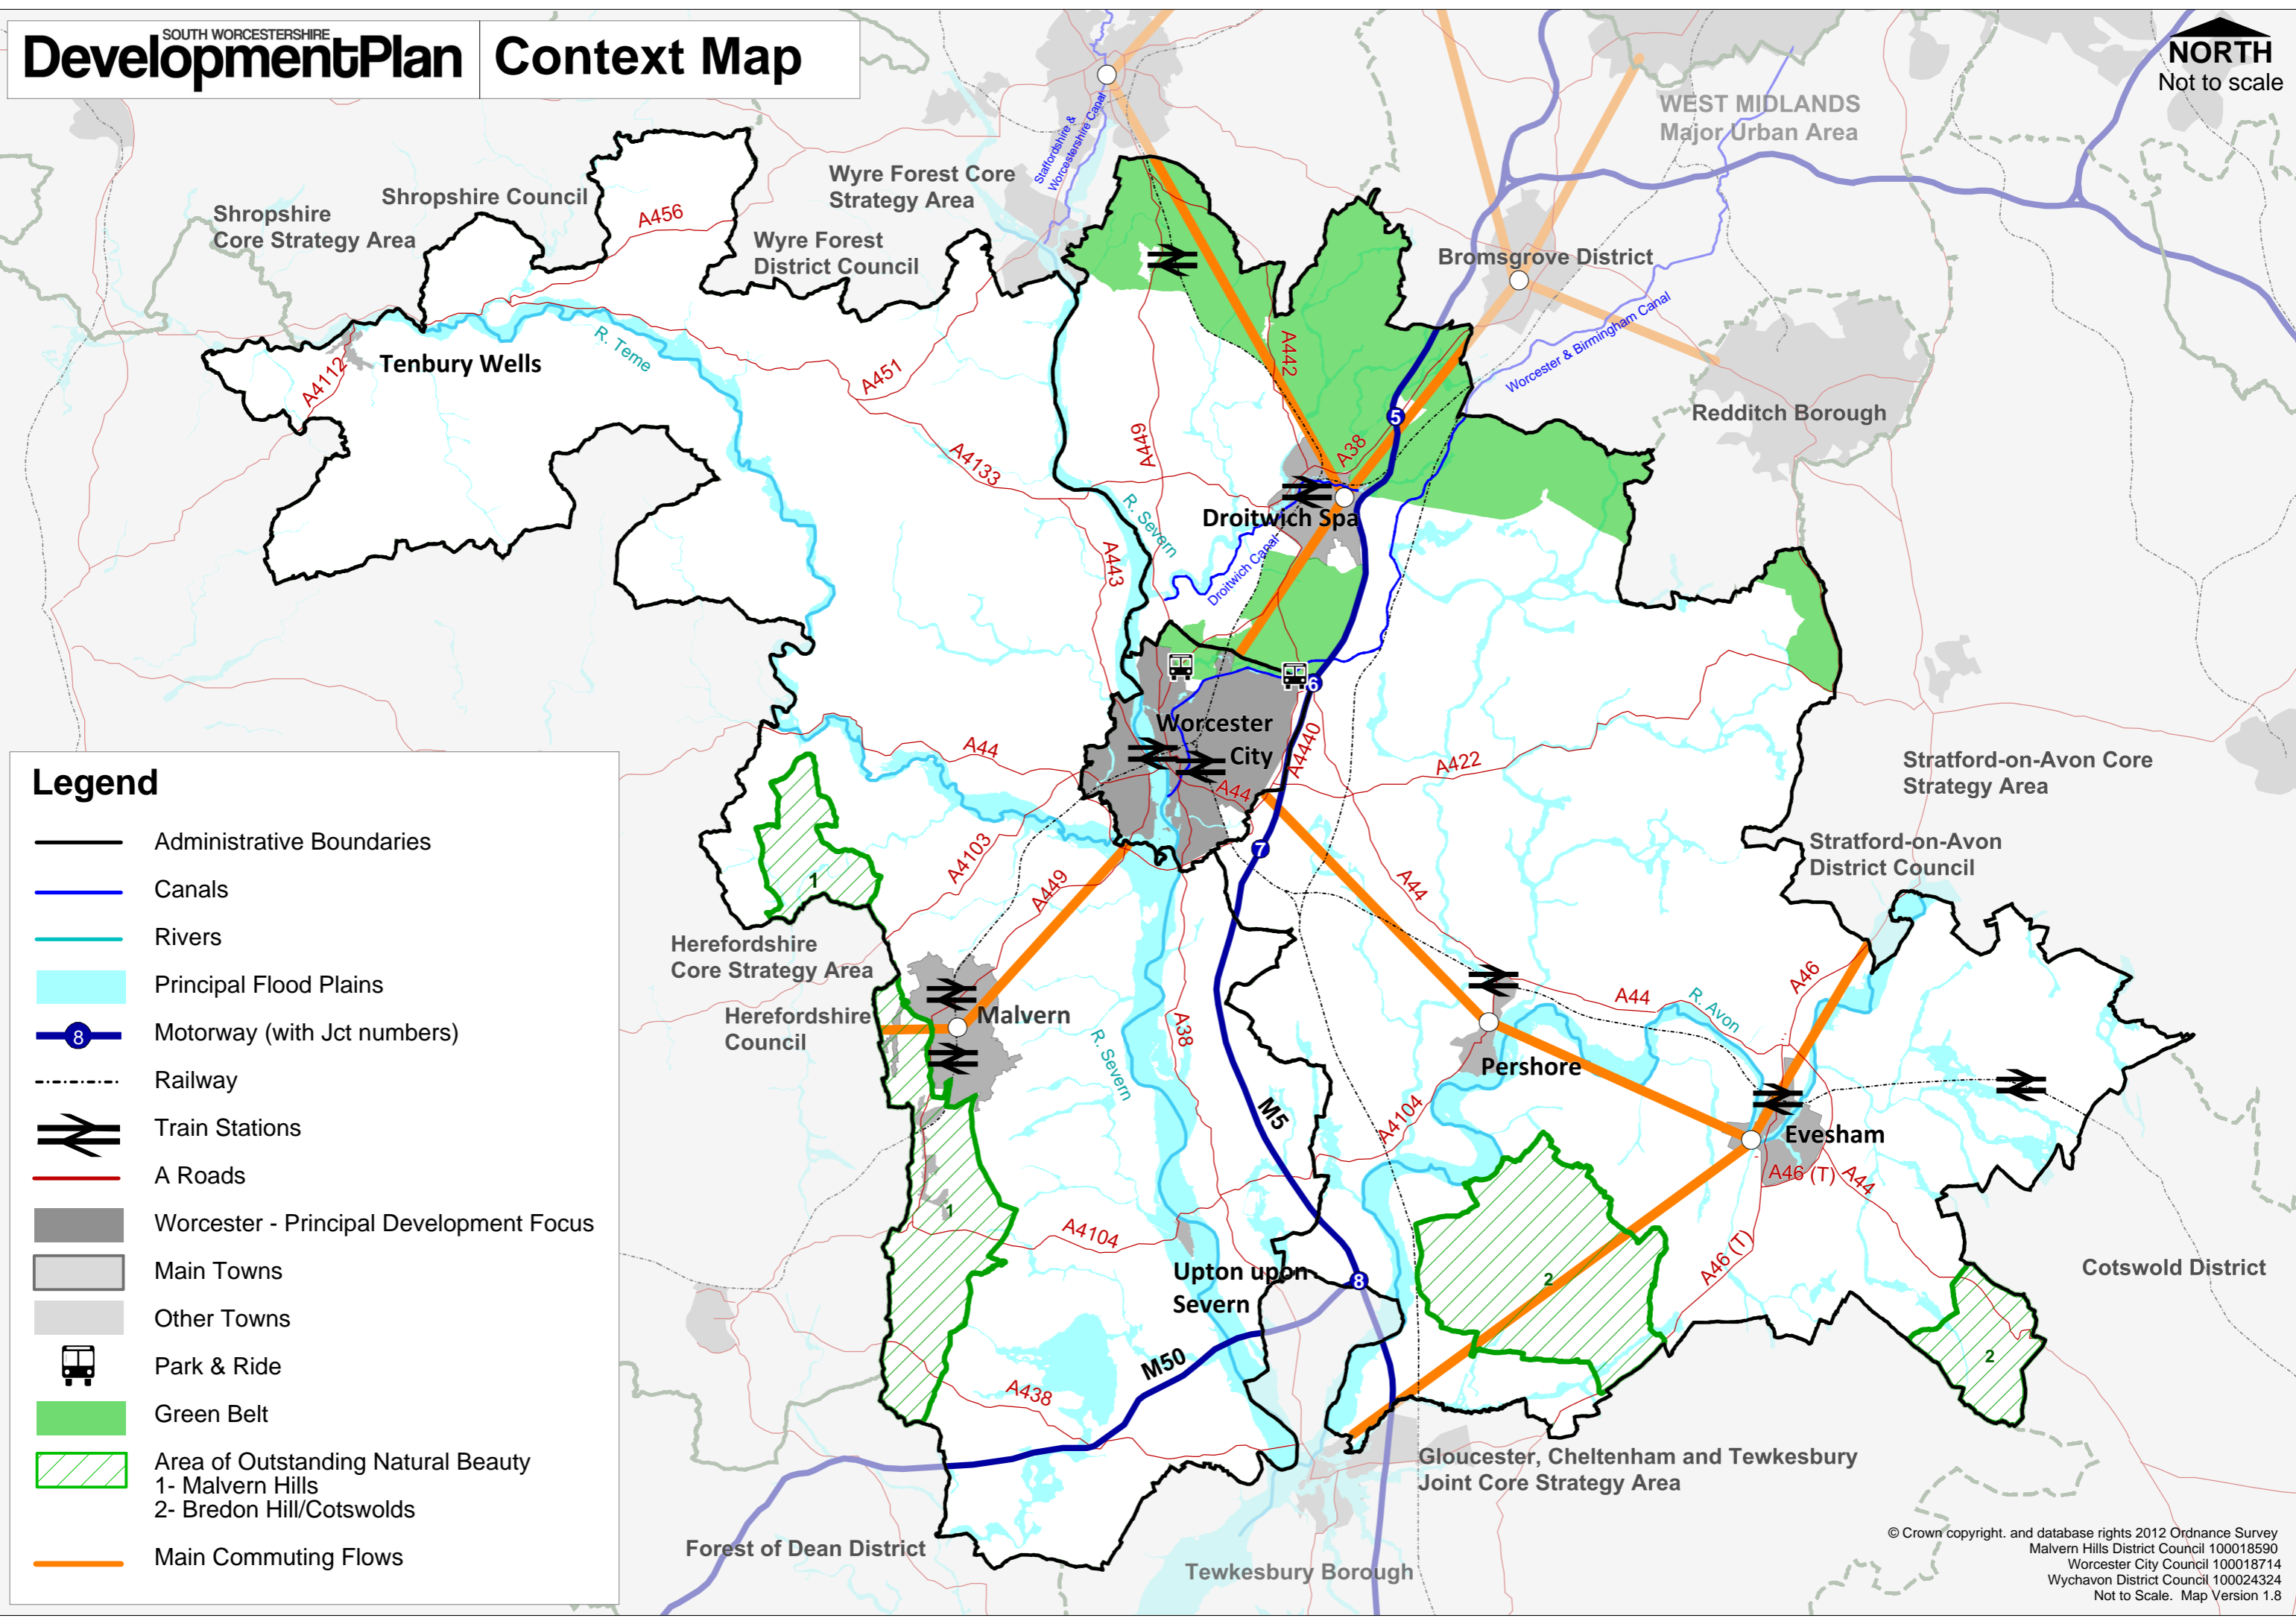 SOUTH WORCESTERSHIRE
DevelopmentPlan
Context Map
NORTH
Not to scale
WEST MIDLANDS
Major Urban Area
Staffordshire &
Worcestershire Canal
Wyre Forest Core
Strategy Area
Shropshire Council
Shropshire
Core Strategy Area
A456
Wyre Forest
District Council
Bromsgrove District
Worcester & Birmingham Canal
R. Teme
Tenbury Wells
A4112
A451
A442
A449
5
Redditch Borough
A4133
A38
R. Severn
Droitwich Spa
Droitwich Canal
A443
6
Worcester
City
A44
A4440
A422
A44
Stratford-on-Avon Core
Strategy Area
Stratford-on-Avon
District Council
7
A4103
A449
1
A44
Herefordshire
Core Strategy Area
Herefordshire
Council
Malvern
A38
R. Severn
A44
R. Avon
A46
Pershore
M5
A4104
Evesham
A46 (T)
A44
1
A4104
A46 (T)
Upton upon
Severn
8
2
Cotswold District
2
M50
A438
Gloucester, Cheltenham and Tewkesbury
Joint Core Strategy Area
Forest of Dean District
Tewkesbury Borough
Legend
Administrative Boundaries
Canals
Rivers
Principal Flood Plains
8
Motorway (with Jct numbers)
Railway
Train Stations
A Roads
Worcester - Principal Development Focus
Main Towns
Other Towns
Park & Ride
Green Belt
Area of Outstanding Natural Beauty
1- Malvern Hills
2- Bredon Hill/Cotswolds
Main Commuting Flows
© Crown copyright. and database rights 2012 Ordnance Survey
Malvern Hills District Council 100018590
Worcester City Council 100018714
Wychavon District Council 100024324
Not to Scale. Map Version 1.8